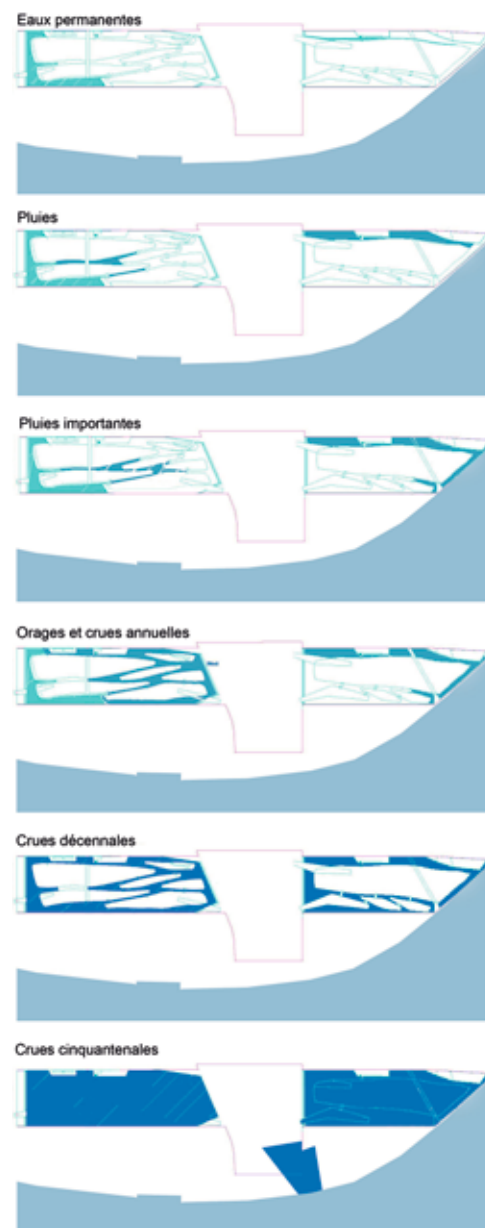 Eaux permanentes
Pluies
Pluies importantes
Orages et crues annuelles
Crues décennales
Crues cinquantenales